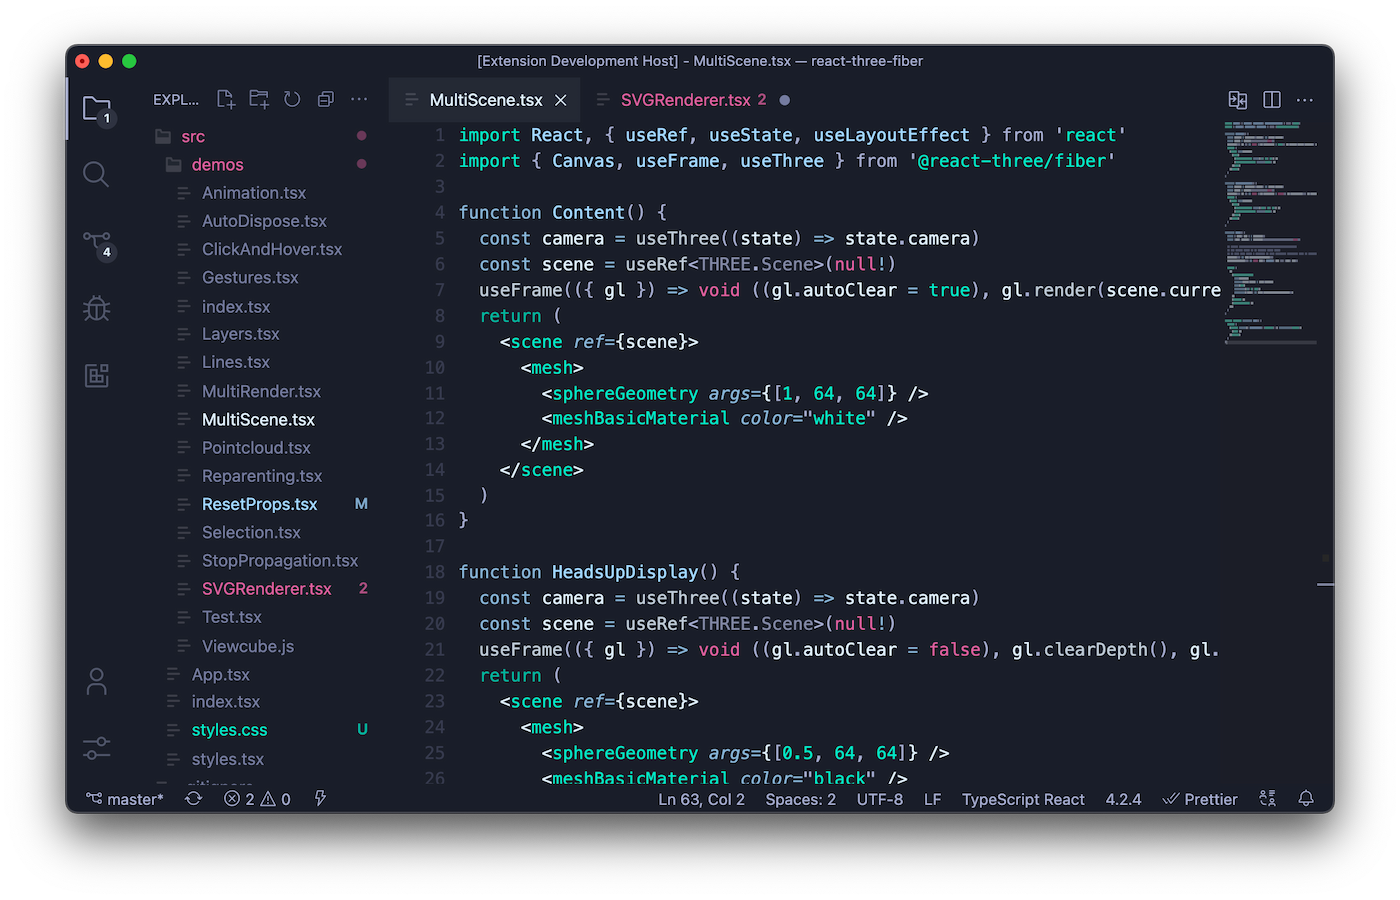 [Extension Development Host] - MultiScene.tsx — react-three-fiber
EXPL...
MultiScene.tsx
SVGRenderer.tsx 2
1
4
src
demos
Animation.tsx
AutoDispose.tsx
ClickAndHover.tsx
Gestures.tsx
index.tsx
Layers.tsx
Lines.tsx
MultiRender.tsx
MultiScene.tsx
Pointcloud.tsx
Reparenting.tsx
ResetProps.tsx M
Selection.tsx
StopPropagation.tsx
SVGRenderer.tsx 2
Test.tsx
Viewcube.js
App.tsx
index.tsx
styles.css U
styles.tsx
1 import React, { useRef, useState, useLayoutEffect } from 'react'
2 import { Canvas, useFrame, useThree } from '@react-three/fiber'
3
4 function Content() {
5 const camera = useThree((state) => state.camera)
6 const scene = useRef<THREE.Scene>(null!)
7 useFrame(({ gl }) => void ((gl.autoClear = true), gl.render(scene.curre
8 return (
9 <scene ref={scene}>
10 <mesh>
11 <sphereGeometry args={[1, 64, 64]} />
12 <meshBasicMaterial color="white" />
13 </mesh>
14 </scene>
15 )
16 }
17
18 function HeadsUpDisplay() {
19 const camera = useThree((state) => state.camera)
20 const scene = useRef<THREE.Scene>(null!)
21 useFrame(({ gl }) => void ((gl.autoClear = false), gl.clearDepth(), gl.
22 return (
23 <scene ref={scene}>
24 <mesh>
25 <sphereGeometry args={[0.5, 64, 64]} />
26 <meshBasicMaterial color="black" />
master* 2 0 Ln 63, Col 2 Spaces: 2 UTF-8 LF TypeScript React 4.2.4 Prettier